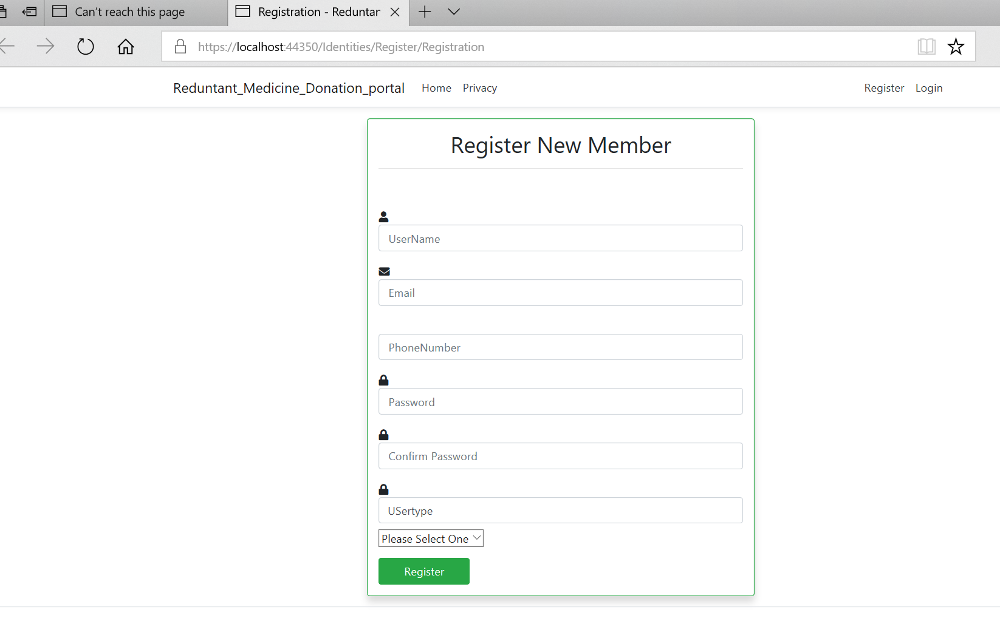 Can't reach this page
Registration - Reduntar
https://localhost:44350/Identities/Register/Registration
Reduntant_Medicine_Donation_portal Home Privacy Register Login
Register New Member
UserName
Email
PhoneNumber
Password
Confirm Password
USertype
Please Select One
Register